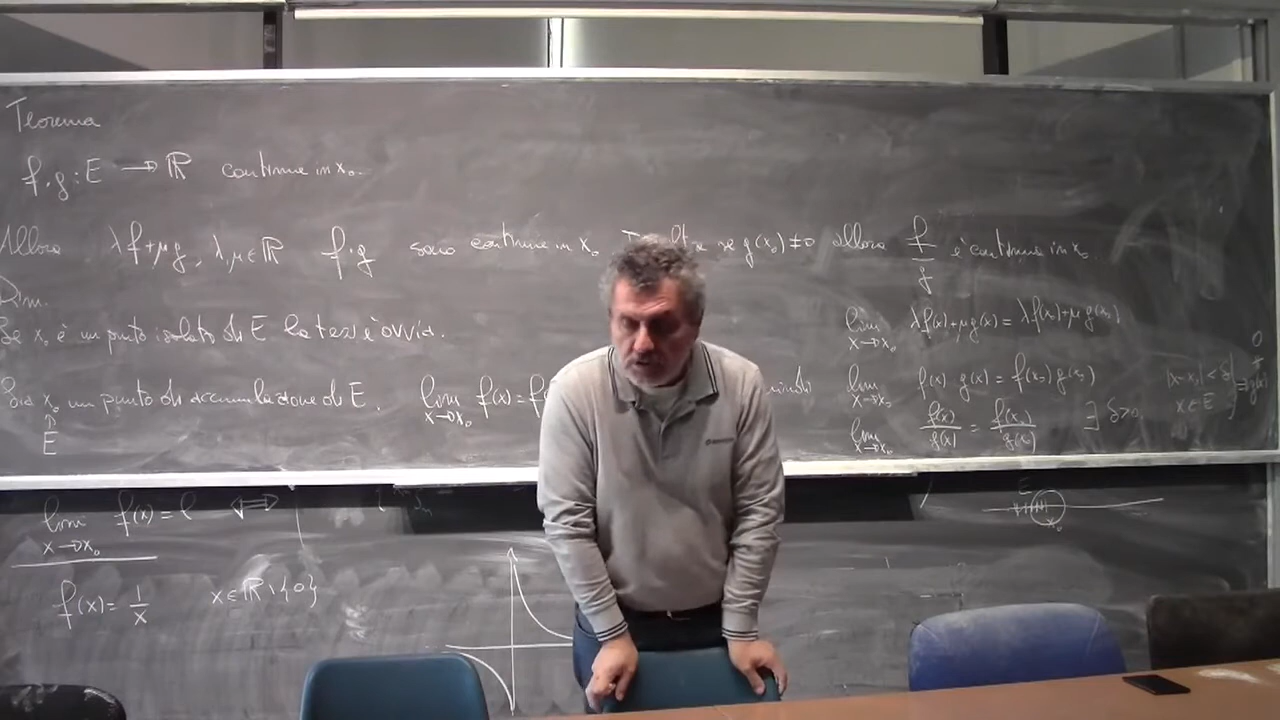 Teorema
f, g : E → ℝ continue in x₀.
Allora λf+μg, λ,μ∈ℝ f·g sono continue in x₀ se g(x₀)≠0 allora f/g è continua in x₀.
Dim.
Se x₀ è un punto isolato di E la tesi è ovvia.
Sia x₀ un punto di accumulazione di E. lim x→x₀ f(x)=f(
E
lim x→x₀ λf(x)+μg(x) = λf(x₀)+μg(x₀)
lim x→x₀ f(x) g(x) = f(x₀) g(x₀)
lim x→x₀ f(x)/g(x) = f(x₀)/g(x₀) ∃ δ>0
|x-x₀|<δ
x∈E
lim x→x₀ f(x) = l ⟺
E
x₀
f(x) = 1/x x∈ℝ\{0}